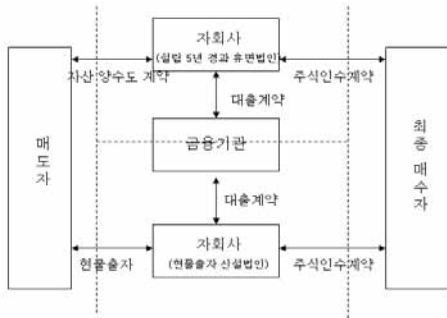 자회사
(설립 5년 경과 휴면법인)
자산 양수도 계약
주식인수계약
대출계약
매도자
금융기관
최종 매수자
대출계약
자회사
(현물출자 신설법인)
현물출자
주식인수계약